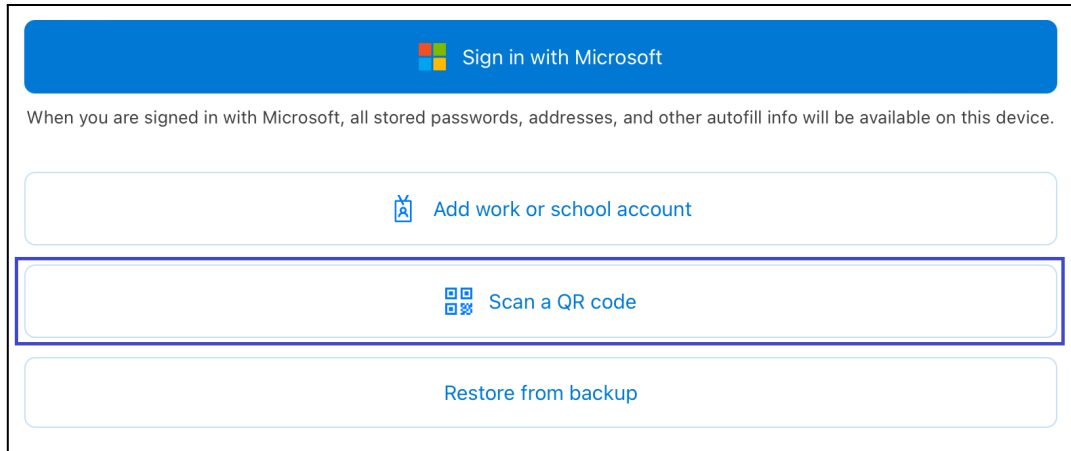 Sign in with Microsoft
When you are signed in with Microsoft, all stored passwords, addresses, and other autofill info will be available on this device.
Add work or school account
Scan a QR code
Restore from backup